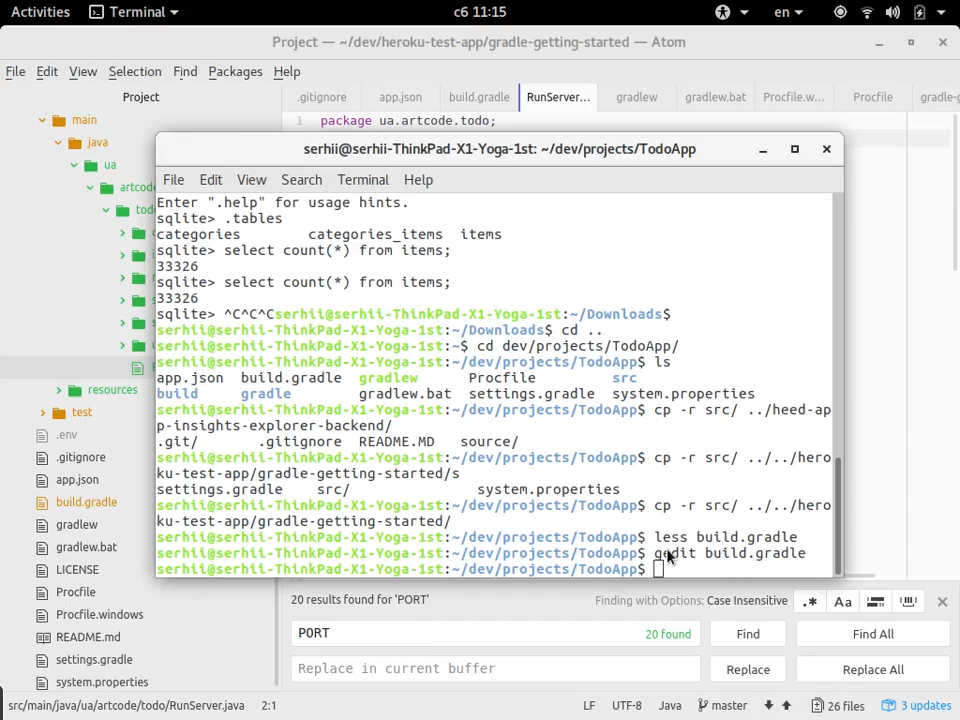 Activities Terminal сб 11:15 en
Project — ~/dev/heroku-test-app/gradle-getting-started — Atom
File Edit View Selection Find Packages Help
Project
.gitignore app.json build.gradle RunServer... gradlew gradlew.bat Procfile.w... Procfile gradle-g
1 package ua.artcode.todo;
main
java
ua
artcode
todo
resources
test
.env
.gitignore
app.json
build.gradle
gradlew
gradlew.bat
LICENSE
Procfile
Procfile.windows
README.md
settings.gradle
system.properties
serhii@serhii-ThinkPad-X1-Yoga-1st: ~/dev/projects/TodoApp
File Edit View Search Terminal Help
Enter ".help" for usage hints.
sqlite> .tables
categories categories_items items
sqlite> select count(*) from items;
33326
sqlite> select count(*) from items;
33326
sqlite> ^C^C^Cserhii@serhii-ThinkPad-X1-Yoga-1st:~/Downloads$
serhii@serhii-ThinkPad-X1-Yoga-1st:~/Downloads$ cd ..
serhii@serhii-ThinkPad-X1-Yoga-1st:~$ cd dev/projects/TodoApp/
serhii@serhii-ThinkPad-X1-Yoga-1st:~/dev/projects/TodoApp$ ls
app.json build.gradle gradlew Procfile src
build gradle gradlew.bat settings.gradle system.properties
serhii@serhii-ThinkPad-X1-Yoga-1st:~/dev/projects/TodoApp$ cp -r src/ ../heed-ap
p-insights-explorer-backend/
.git/ .gitignore README.MD source/
serhii@serhii-ThinkPad-X1-Yoga-1st:~/dev/projects/TodoApp$ cp -r src/ ../../hero
ku-test-app/gradle-getting-started/s
settings.gradle src/ system.properties
serhii@serhii-ThinkPad-X1-Yoga-1st:~/dev/projects/TodoApp$ cp -r src/ ../../hero
ku-test-app/gradle-getting-started/
serhii@serhii-ThinkPad-X1-Yoga-1st:~/dev/projects/TodoApp$ less build.gradle
serhii@serhii-ThinkPad-X1-Yoga-1st:~/dev/projects/TodoApp$ gedit build.gradle
serhii@serhii-ThinkPad-X1-Yoga-1st:~/dev/projects/TodoApp$
20 results found for 'PORT' Finding with Options: Case Insensitive .* Aa
PORT 20 found Find Find All
Replace in current buffer Replace Replace All
src/main/java/ua/artcode/todo/RunServer.java 2:1 LF UTF-8 Java master 26 files 3 updates